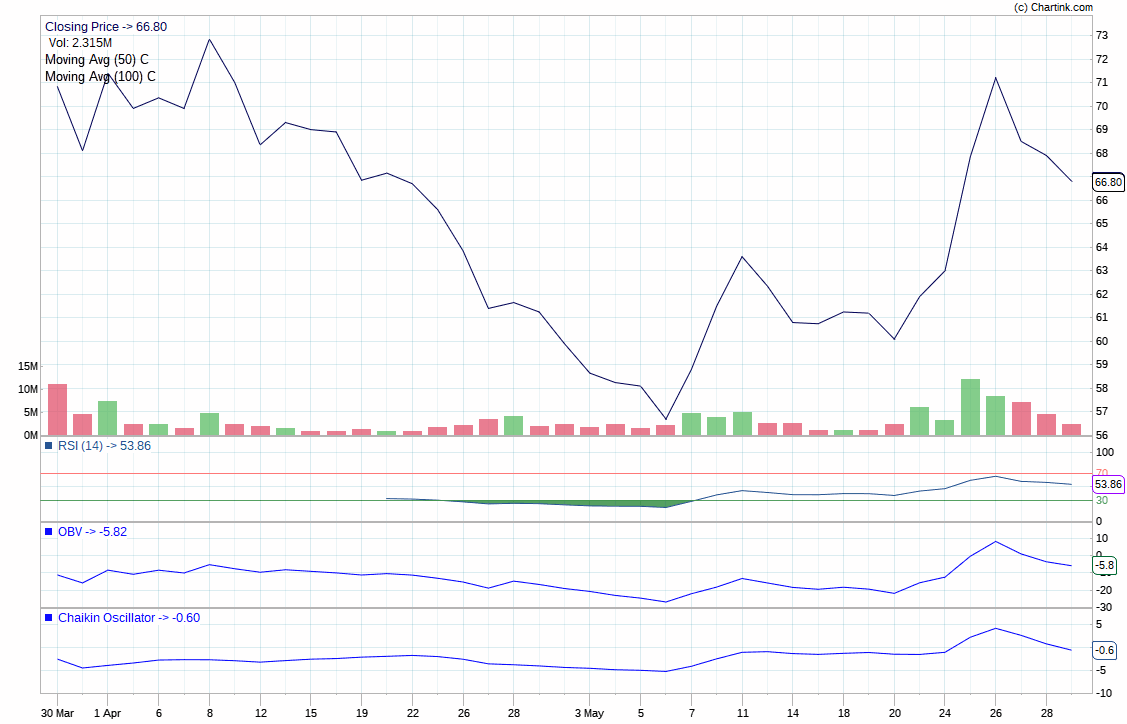 (c) Chartink.com
Closing Price -> 66.80
Vol: 2.315M
Moving Avg (50) C
Moving Avg (100) C
73
72
71
70
69
68
66.80
66
65
64
63
62
61
60
59
58
57
56
15M
10M
5M
0M
RSI (14) -> 53.86
100
70
53.86
30
0
OBV -> -5.82
10
0
-5.8
-20
-30
Chaikin Oscillator -> -0.60
5
-0.6
-5
-10
30 Mar 1 Apr 6 8 12 15 19 22 26 28 3 May 5 7 11 14 18 20 24 26 28